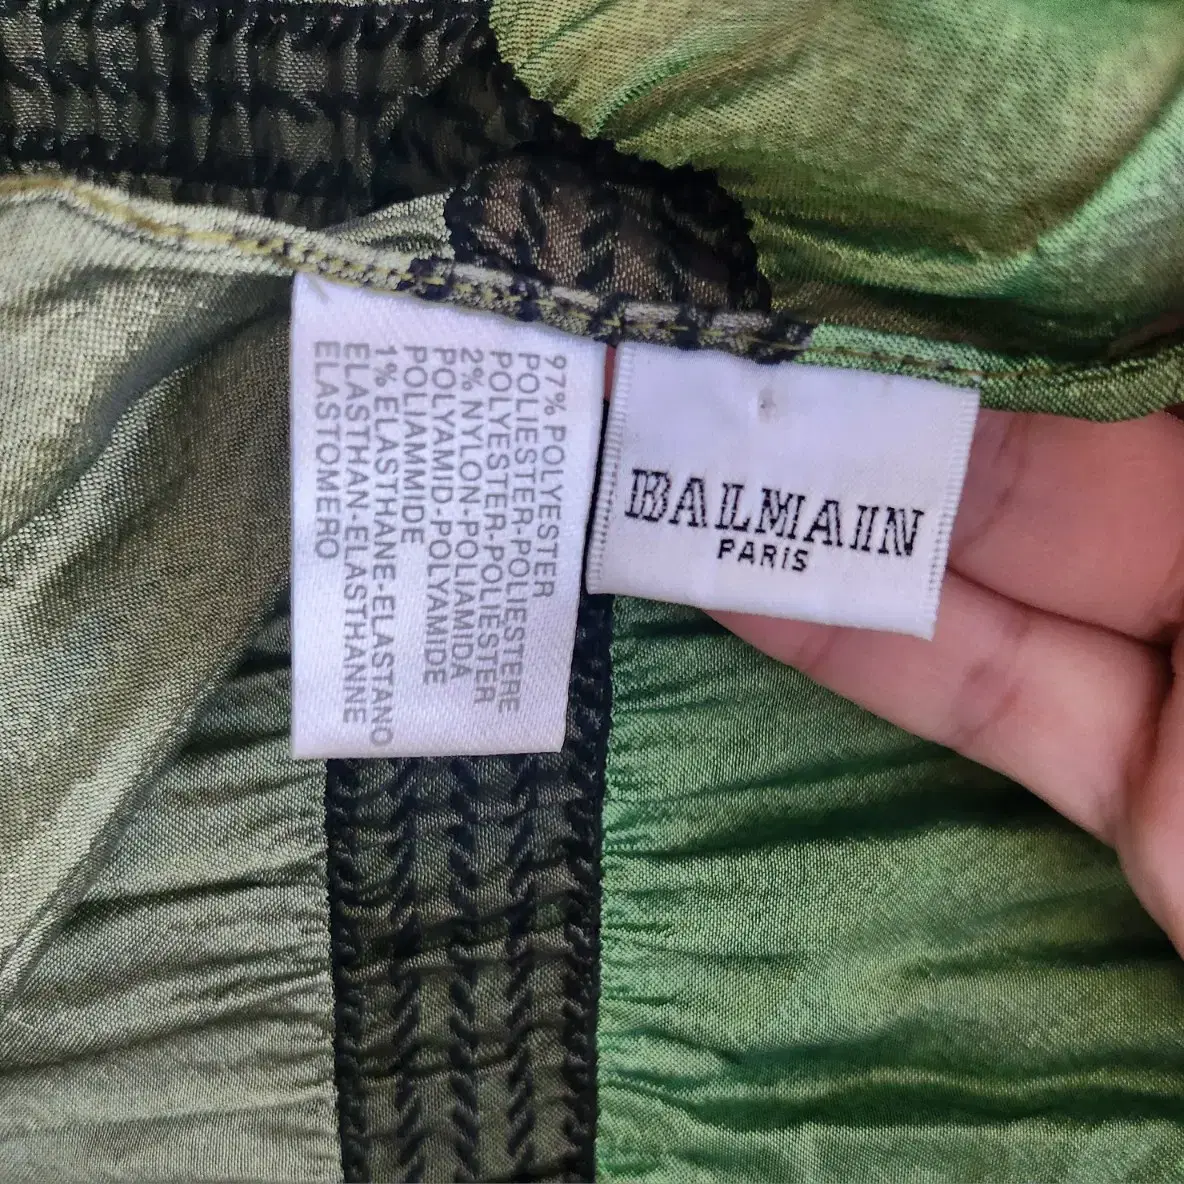 97% POLYESTER
POLIESTER-POLIESTERE
POLYESTER-POLIÉSTER
2% NYLON-POLIAMIDA
POLYAMID-POLYAMIDE
POLIAMMIDE
1% ELASTHANE-ELASTANO
ELASTHAN-ELASTHANNE
ELASTOMERO
BALMAIN
PARIS